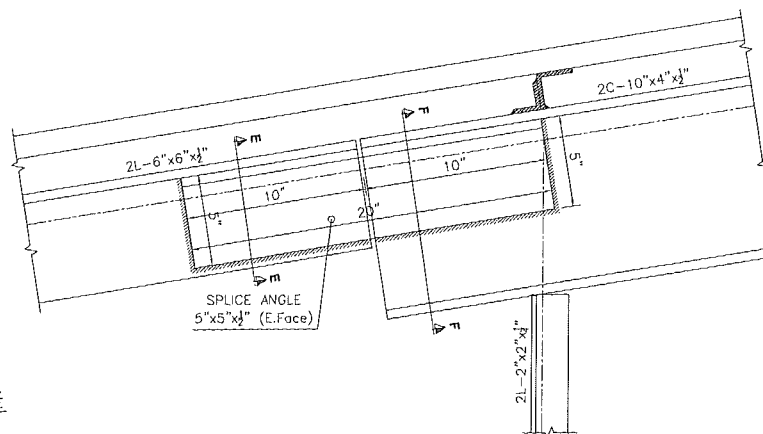 2C-10"x4"x½"
2L-6"x6"x½"
F
E
5"
10"
10"
5"
20"
E
F
SPLICE ANGLE
5"x5"x½" (E.Face)
2L-2"x2"x¼"